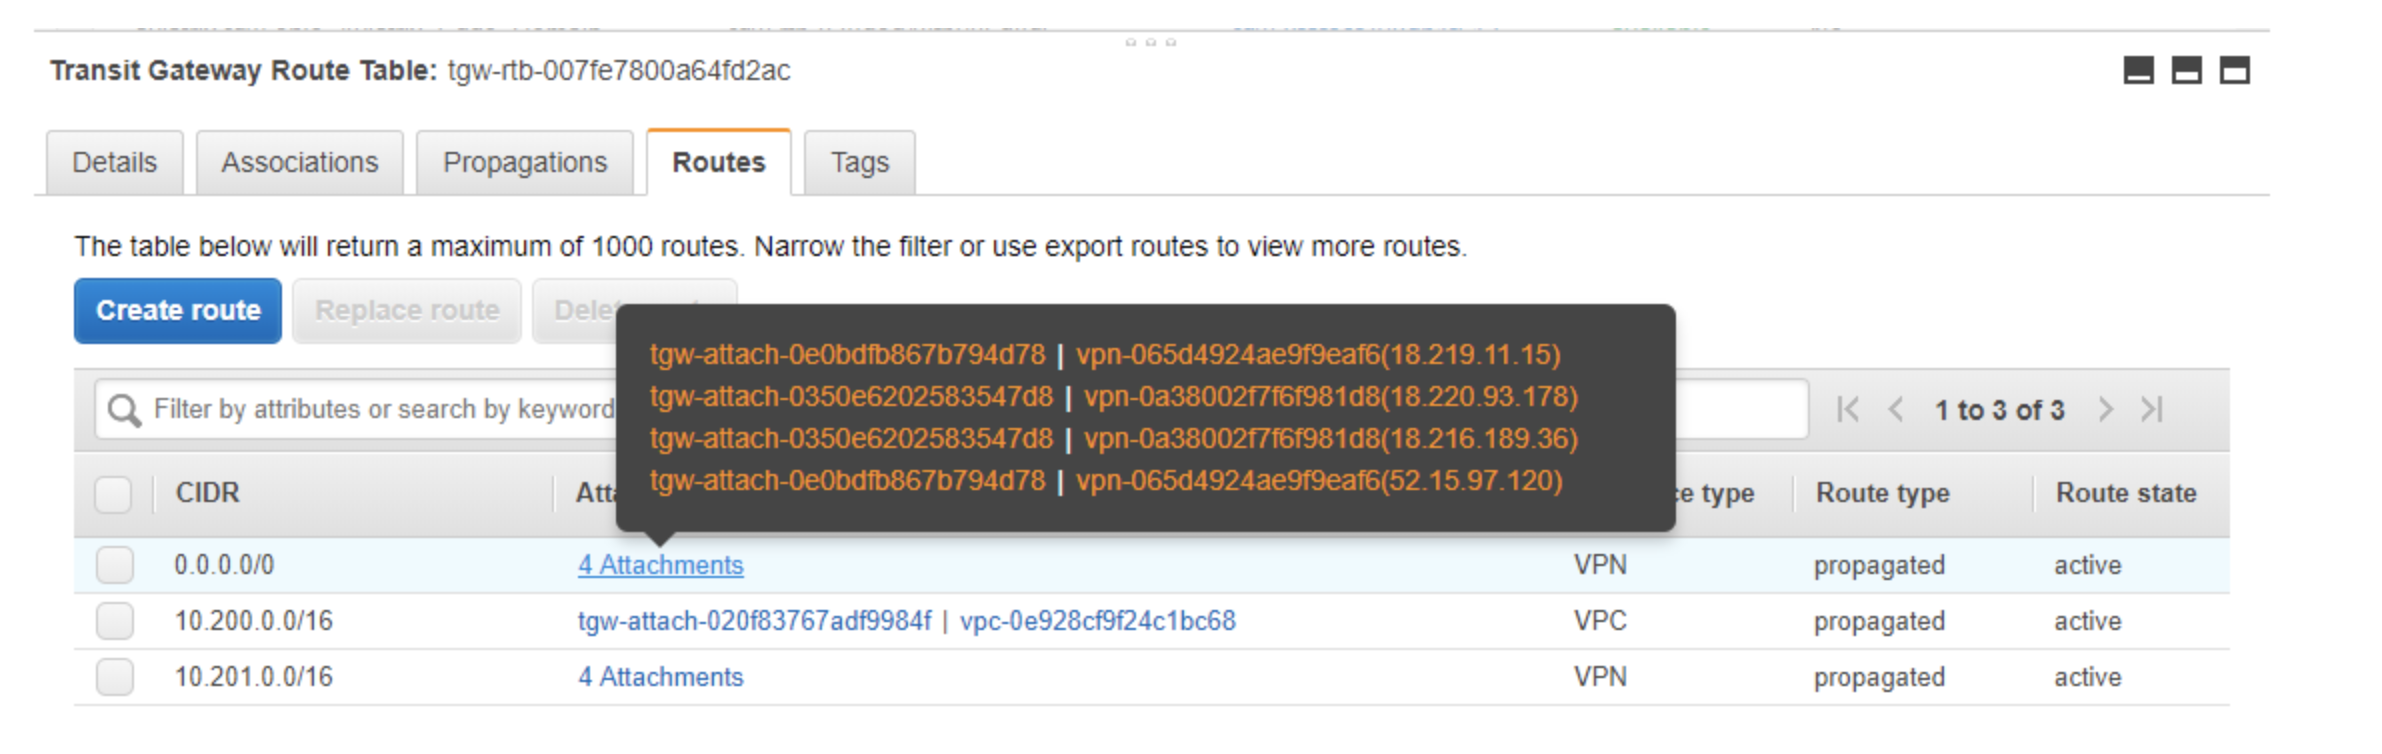 Transit Gateway Route Table: tgw-rtb-007fe7800a64fd2ac
Details Associations Propagations Routes Tags
The table below will return a maximum of 1000 routes. Narrow the filter or use export routes to view more routes.
Create route Replace route
tgw-attach-0e0bdfb867b794d78 | vpn-065d4924ae9f9eaf6(18.219.11.15)
tgw-attach-0350e6202583547d8 | vpn-0a38002f7f6f981d8(18.220.93.178)
tgw-attach-0350e6202583547d8 | vpn-0a38002f7f6f981d8(18.216.189.36)
tgw-attach-0e0bdfb867b794d78 | vpn-065d4924ae9f9eaf6(52.15.97.120)
Filter by attributes or search by keyword 1 to 3 of 3
CIDR type Route type Route state
0.0.0.0/0 4 Attachments VPN propagated active
10.200.0.0/16 tgw-attach-020f83767adf9984f | vpc-0e928cf9f24c1bc68 VPC propagated active
10.201.0.0/16 4 Attachments VPN propagated active